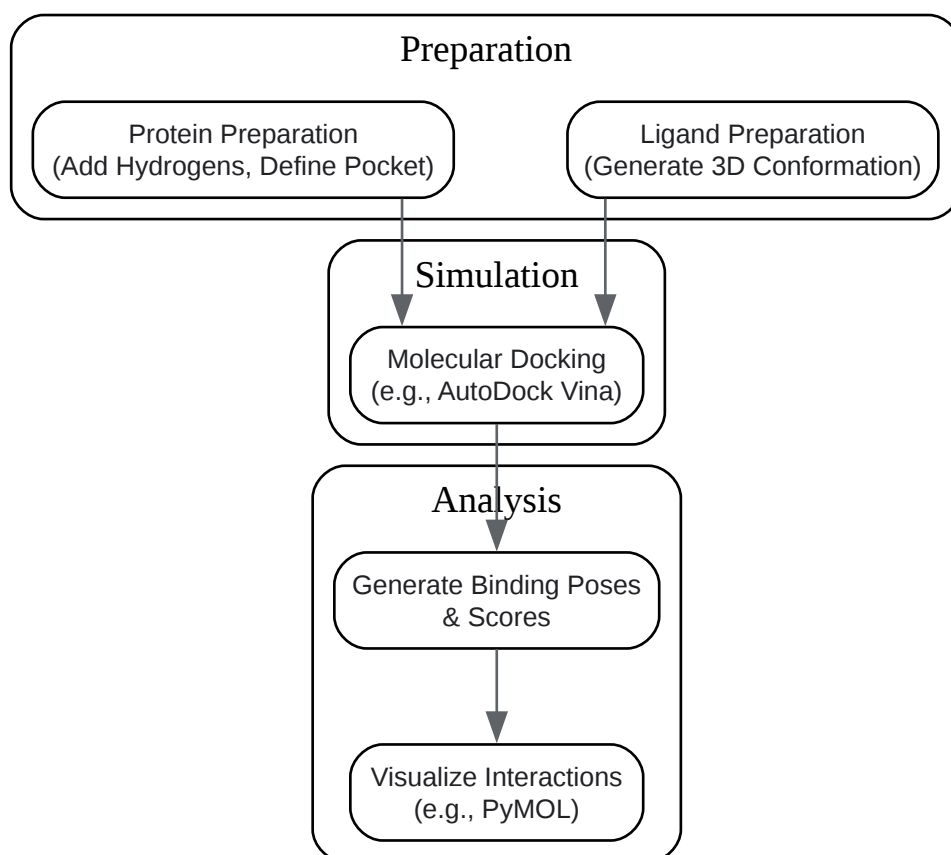 Preparation
Protein Preparation
(Add Hydrogens, Define Pocket)
Ligand Preparation
(Generate 3D Conformation)
Simulation
Molecular Docking
(e.g., AutoDock Vina)
Analysis
Generate Binding Poses
& Scores
Visualize Interactions
(e.g., PyMOL)